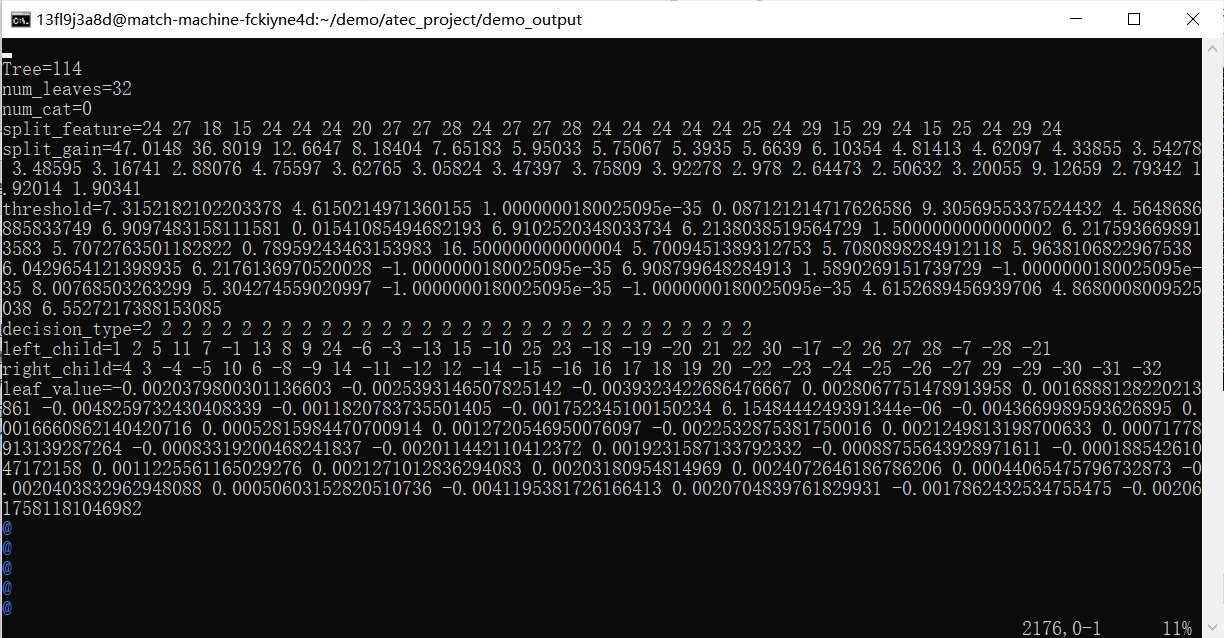 13fl9j3a8d@match-machine-fckiyne4d:~/demo/atec_project/demo_output
Tree=114
num_leaves=32
num_cat=0
split_feature=24 27 18 15 24 24 24 20 27 27 28 24 27 27 28 24 24 24 24 24 25 24 29 15 29 24 15 25 24 29 24
split_gain=47.0148 36.8019 12.6647 8.18404 7.65183 5.95033 5.75067 5.3935 5.6639 6.10354 4.81413 4.62097 4.33855 3.54278
3.48595 3.16741 2.88076 4.75597 3.62765 3.05824 3.47397 3.75809 3.92278 2.978 2.64473 2.50632 3.20055 9.12659 2.79342 1
.92014 1.90341
threshold=7.3152182102203378 4.6150214971360155 1.0000000180025095e-35 0.087121214717626586 9.3056955337524432 4.5648686
885833749 6.9097483158111581 0.01541085494682193 6.9102520348033734 6.2138038519564729 1.5000000000000002 6.217593669891
3583 5.7072763501182822 0.78959243463153983 16.500000000000004 5.7009451389312753 5.7080898284912118 5.9638106822967538
6.0429654121398935 6.2176136970520028 -1.0000000180025095e-35 6.908799648284913 1.5890269151739729 -1.0000000180025095e-
35 8.00768503263299 5.304274559020997 -1.0000000180025095e-35 -1.0000000180025095e-35 4.6152689456939706 4.8680008009525
038 6.5527217388153085
decision_type=2 2 2 2 2 2 2 2 2 2 2 2 2 2 2 2 2 2 2 2 2 2 2 2 2 2 2 2 2 2 2
left_child=1 2 5 11 7 -1 13 8 9 24 -6 -3 -13 15 -10 25 23 -18 -19 -20 21 22 30 -17 -2 26 27 28 -7 -28 -21
right_child=4 3 -4 -5 10 6 -8 -9 14 -11 -12 12 -14 -15 -16 16 17 18 19 20 -22 -23 -24 -25 -26 -27 29 -29 -30 -31 -32
leaf_value=-0.0020379800301136603 -0.0025393146507825142 -0.0039323422686476667 0.0028067751478913958 0.0016888128220213
861 -0.0048259732430408339 -0.0011820783735501405 -0.001752345100150234 6.1548444249391344e-06 -0.0043669989593626895 0.
0016660862140420716 0.00052815984470700914 0.0012720546950076097 -0.0022532875381750016 0.0021249813198700633 0.00071778
913139287264 -0.00083319200468241837 -0.002011442110412372 0.0019231587133792332 -0.00088755643928971611 -0.000188542610
47172158 0.0011225561165029276 0.0021271012836294083 0.00203180954814969 0.0024072646186786206 0.00044065475796732873 -0
.0020403832962948088 0.00050603152820510736 -0.0041195381726166413 0.0020704839761829931 -0.0017862432534755475 -0.00206
17581181046982
@
@
@
@
@
2176,0-1 11%